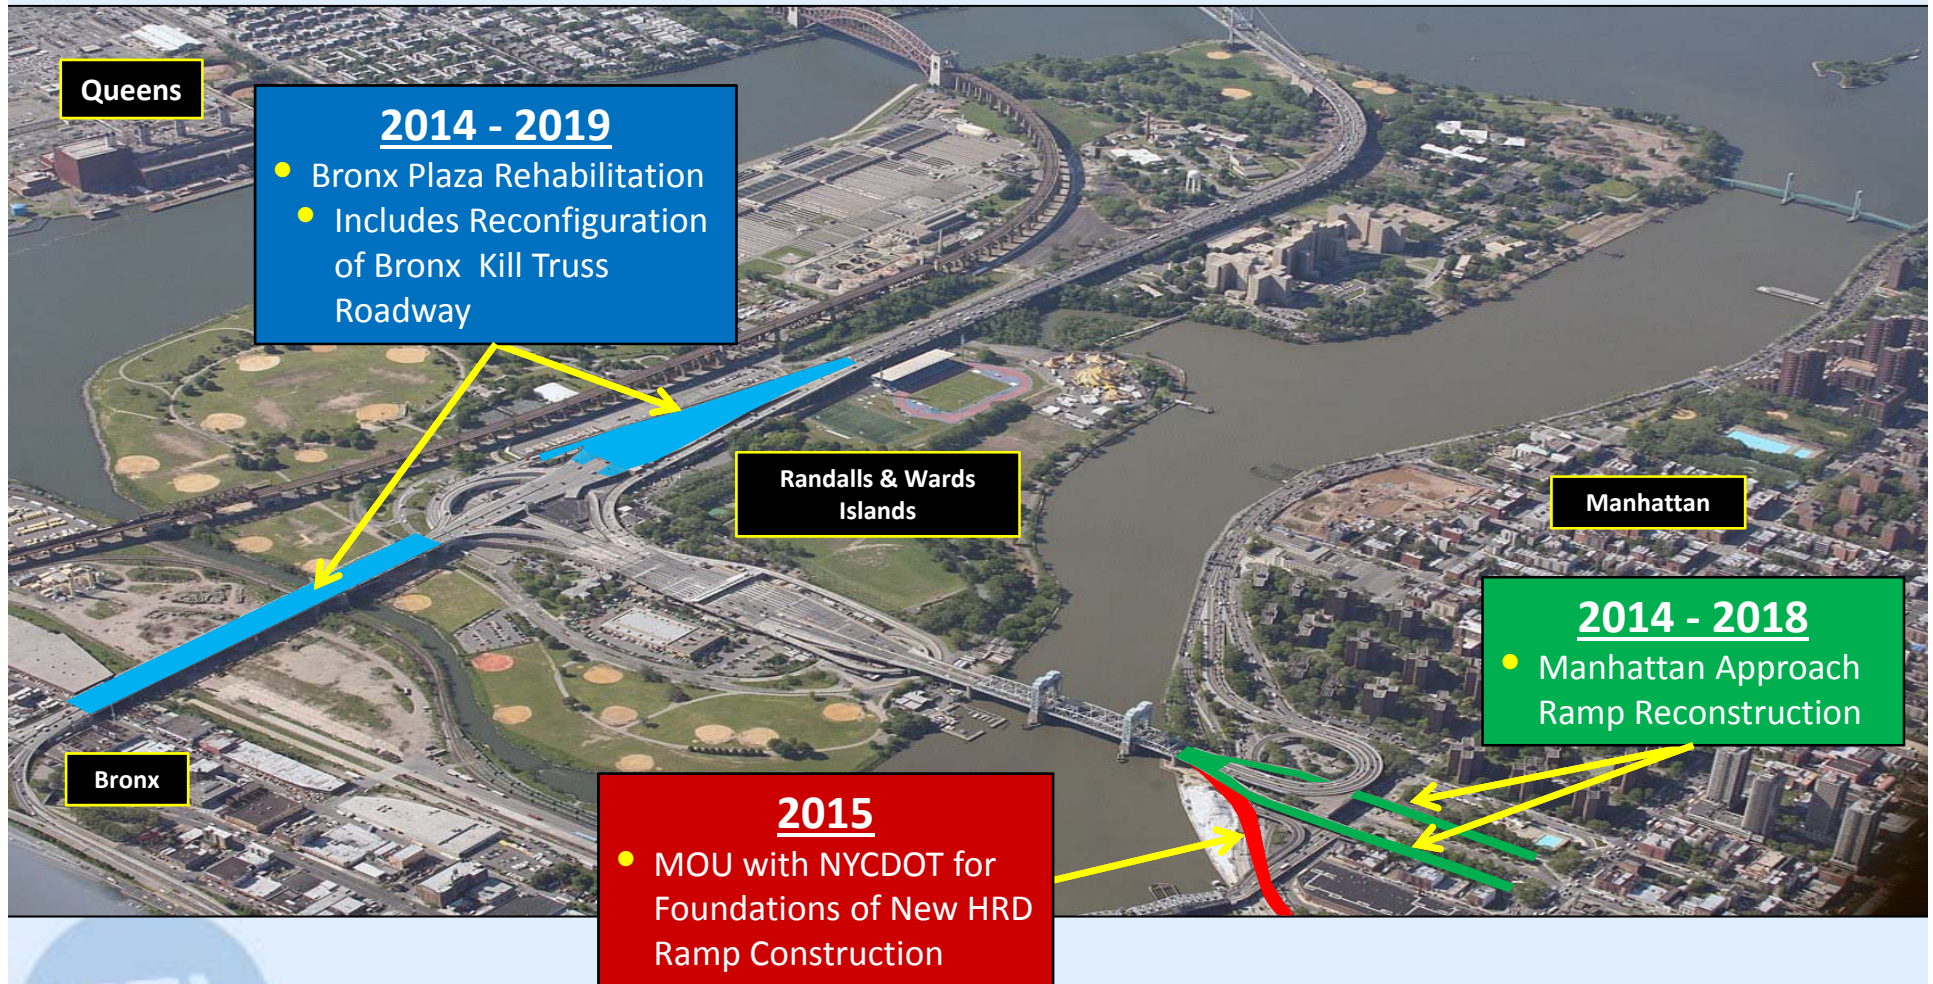 Queens
2014 - 2019
• Bronx Plaza Rehabilitation
• Includes Reconfiguration
of Bronx Kill Truss
Roadway
Randalls & Wards
Islands
Manhattan
2014 - 2018
• Manhattan Approach
Ramp Reconstruction
Bronx
2015
• MOU with NYCDOT for
Foundations of New HRD
Ramp Construction